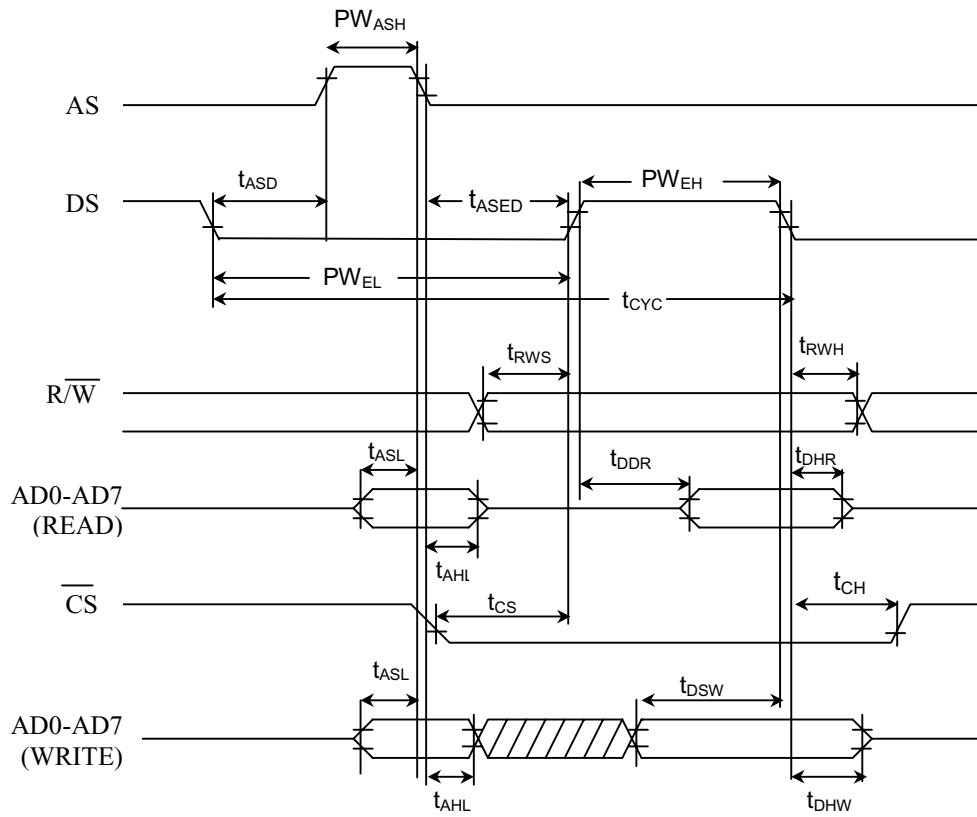 PWASH
AS
tASD
tASED
PWEH
DS
PWEL
tCYC
tRWS
tRWH
R/W̅
tASL
tDDR
tDHR
AD0-AD7
(READ)
tAHL
C̅S̅
tCS
tCH
tASL
tDSW
AD0-AD7
(WRITE)
tAHL
tDHW